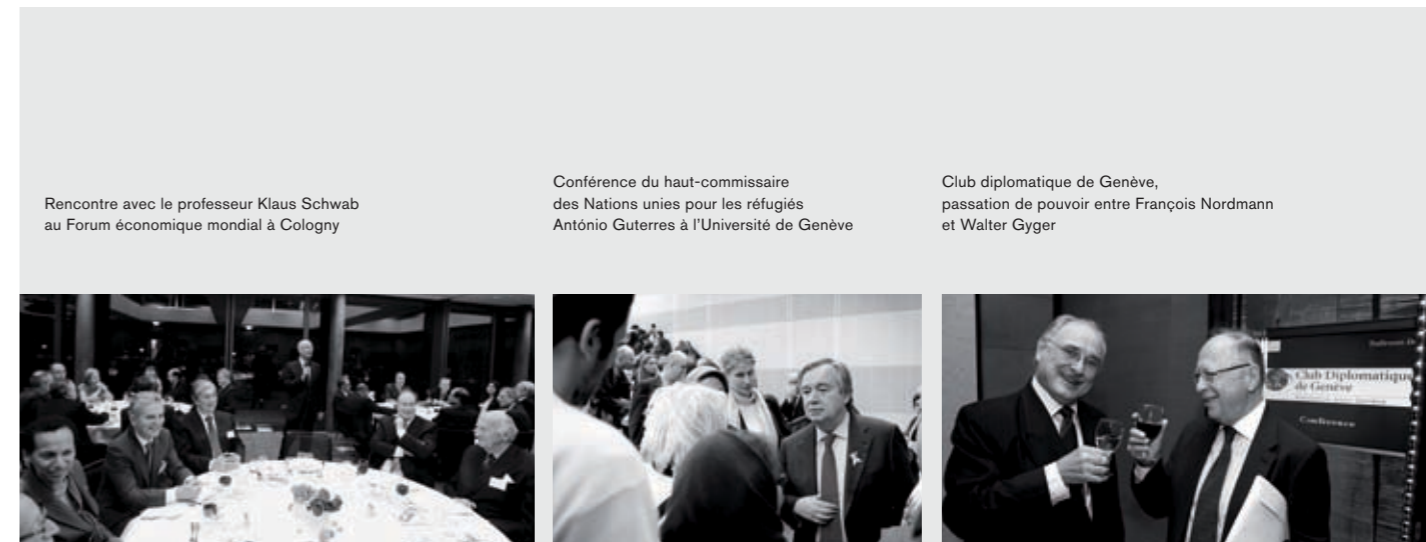 Rencontre avec le professeur Klaus Schwab
au Forum économique mondial à Cologny
Conférence du haut-commissaire
des Nations unies pour les réfugiés
António Guterres à l'Université de Genève
Club diplomatique de Genève,
passation de pouvoir entre François Nordmann
et Walter Gyger
Club Diplomatique
de Genève
Conférence